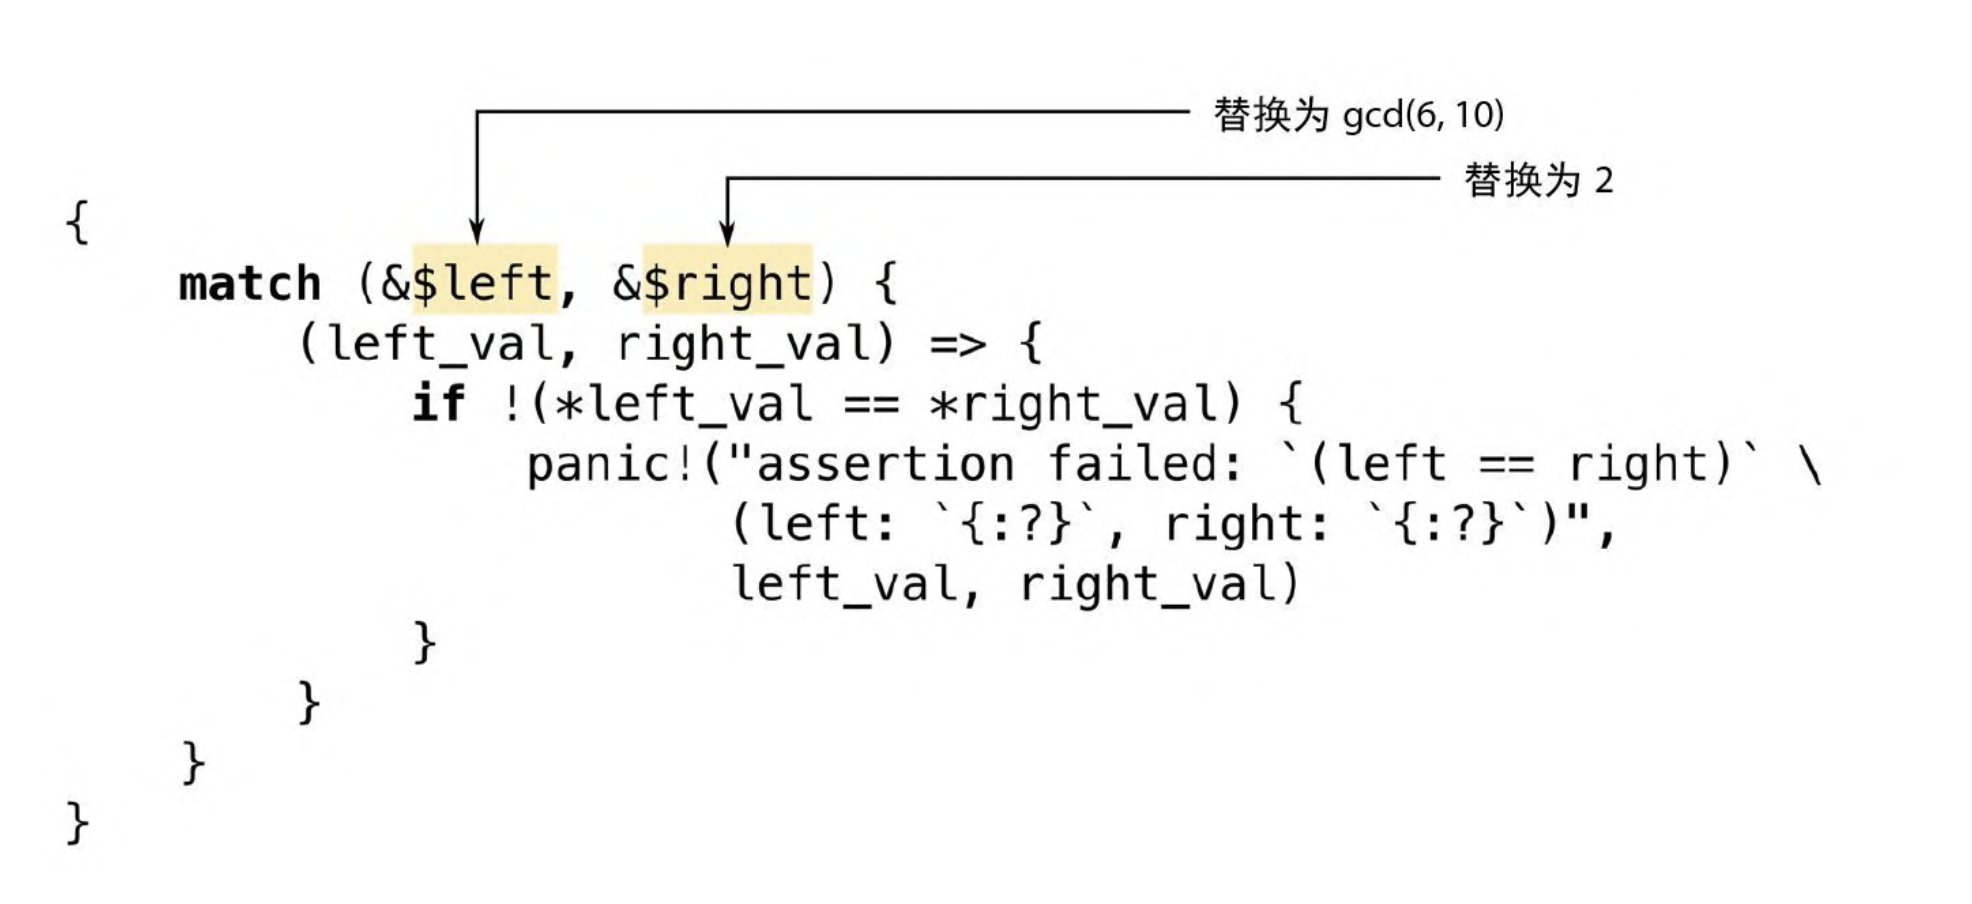 替换为 gcd(6, 10)
替换为 2
{
    match (&$left, &$right) {
        (left_val, right_val) => {
            if !(*left_val == *right_val) {
                panic!("assertion failed: `(left == right)` \
                       (left: `{:?}`, right: `{:?}`)",
                       left_val, right_val)
            }
        }
    }
}